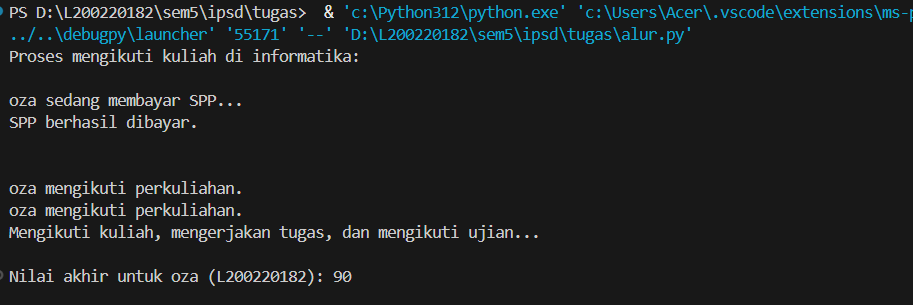 PS D:\L200220182\sem5\ipsd\tugas>  & 'c:\Python312\python.exe' 'c:\Users\Acer\.vscode\extensions\ms-p
../..\debugpy\launcher' '55171' '--' 'D:\L200220182\sem5\ipsd\tugas\alur.py'
Proses mengikuti kuliah di informatika:
oza sedang membayar SPP...
SPP berhasil dibayar.
oza mengikuti perkuliahan.
oza mengikuti perkuliahan.
Mengikuti kuliah, mengerjakan tugas, dan mengikuti ujian...
Nilai akhir untuk oza (L200220182): 90